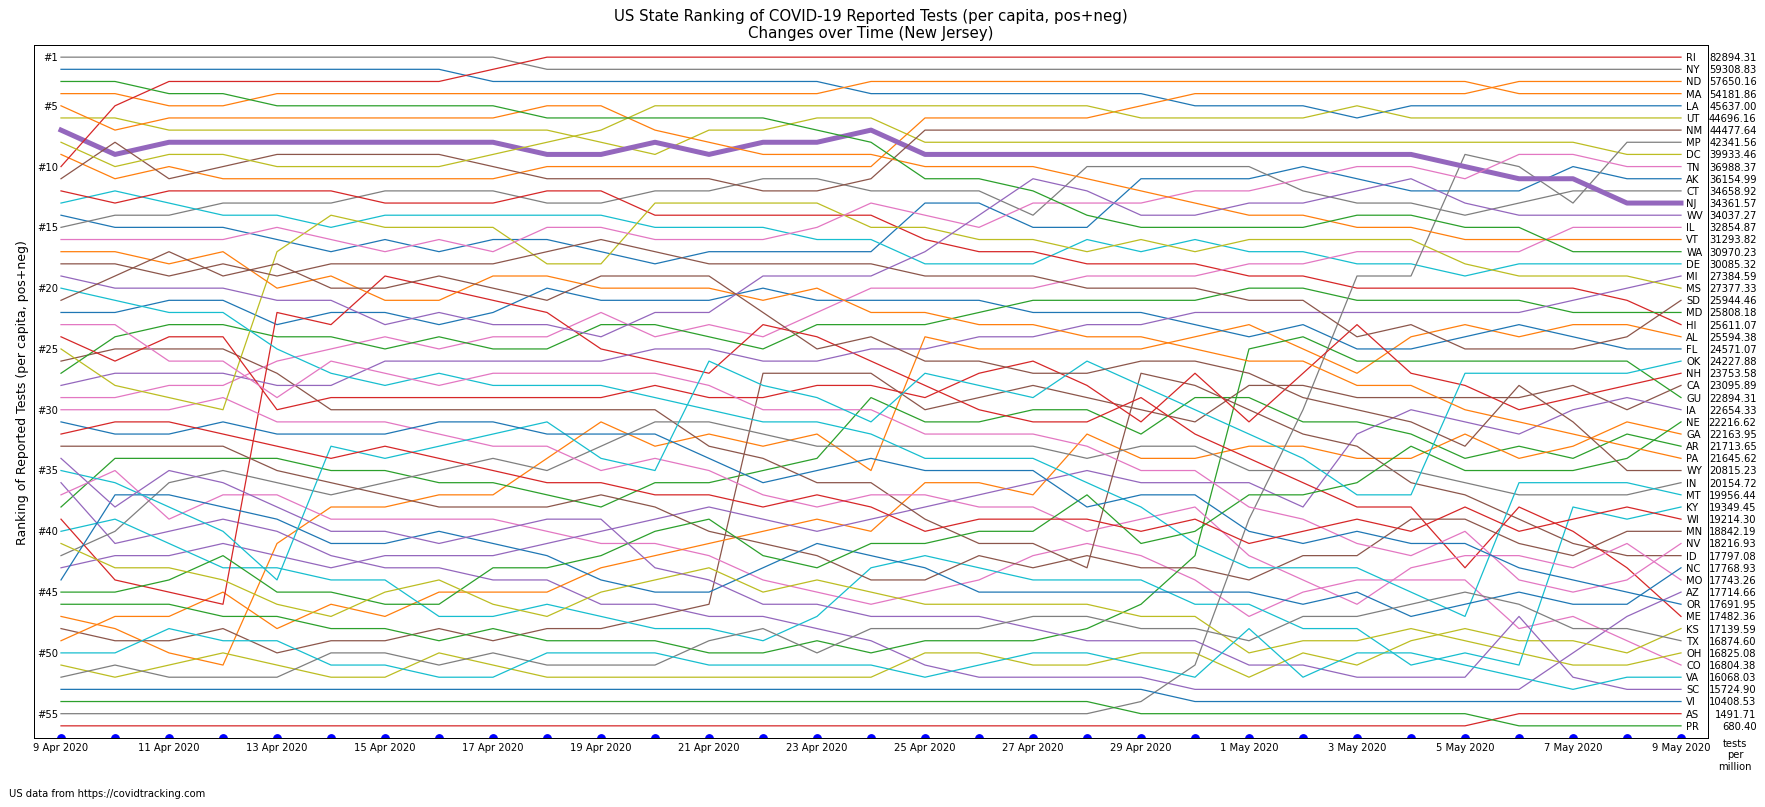 US State Ranking of COVID-19 Reported Tests (per capita, pos+neg)
Changes over Time (New Jersey)
Ranking of Reported Tests (per capita, pos+neg)
#1
#5
#10
#15
#20
#25
#30
#35
#40
#45
#50
#55
RI 82894.31
NY 59308.83
ND 57650.16
MA 54181.86
LA 45637.00
UT 44696.16
NM 44477.64
MP 42341.56
DC 39933.46
TN 36988.37
AK 36154.99
CT 34658.92
NJ 34361.57
WV 34037.27
IL 32854.87
VT 31293.82
WA 30970.23
DE 30085.32
MI 27384.59
MS 27377.33
SD 25944.46
MD 25808.18
HI 25611.07
AL 25594.38
FL 24571.07
OK 24227.88
NH 23753.58
CA 23095.89
GU 22894.31
IA 22654.33
NE 22216.62
GA 22163.95
AR 21713.65
PA 21645.62
WY 20815.23
IN 20154.72
MT 19956.44
KY 19349.45
WI 19214.30
MN 18842.19
NV 18216.93
ID 17797.08
NC 17768.93
MO 17743.26
AZ 17714.66
OR 17691.95
ME 17482.36
KS 17139.59
TX 16874.60
OH 16825.08
CO 16804.38
VA 16068.03
SC 15724.90
VI 10408.53
AS 1491.71
PR 680.40
9 Apr 2020 11 Apr 2020 13 Apr 2020 15 Apr 2020 17 Apr 2020 19 Apr 2020 21 Apr 2020 23 Apr 2020 25 Apr 2020 27 Apr 2020 29 Apr 2020 1 May 2020 3 May 2020 5 May 2020 7 May 2020 9 May 2020
tests
per
million
US data from https://covidtracking.com